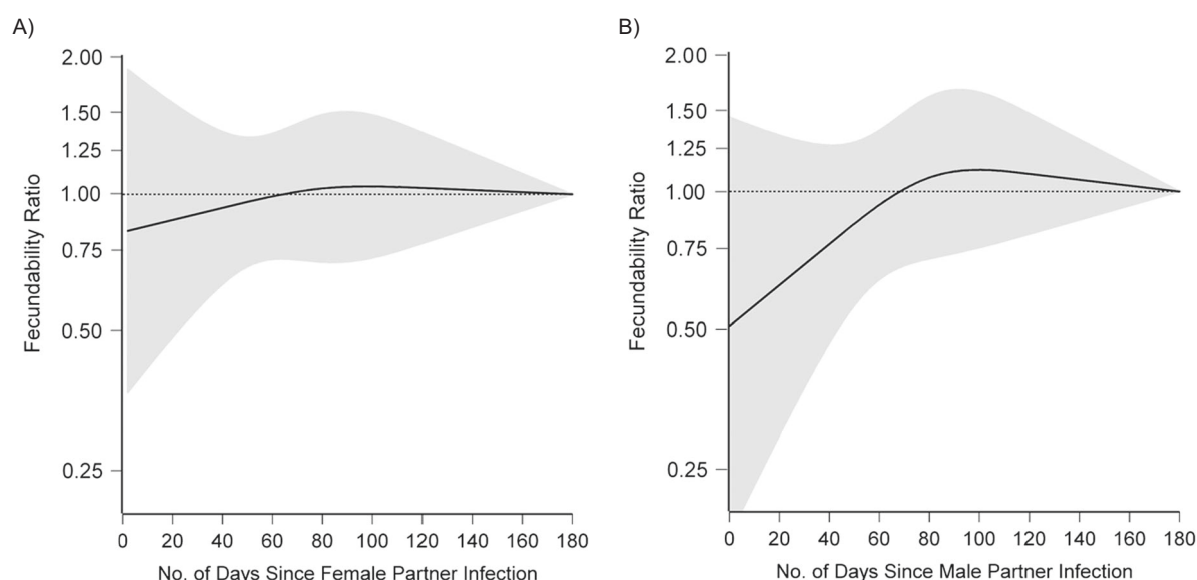 A)
2.00
1.50
1.25
1.00
0.75
0.50
0.25
Fecundability Ratio
0 20 40 60 80 100 120 140 160 180
No. of Days Since Female Partner Infection
B)
2.00
1.50
1.25
1.00
0.75
0.50
0.25
Fecundability Ratio
0 20 40 60 80 100 120 140 160 180
No. of Days Since Male Partner Infection